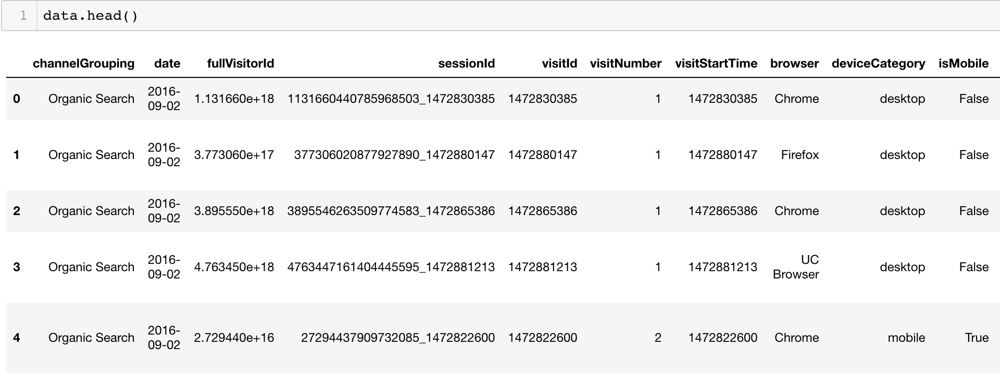 1 data.head()
channelGrouping date fullVisitorId sessionId visitId visitNumber visitStartTime browser deviceCategory isMobile
0 Organic Search 2016-09-02 1.131660e+18 1131660440785968503_1472830385 1472830385 1 1472830385 Chrome desktop False
1 Organic Search 2016-09-02 3.773060e+17 377306020877927890_1472880147 1472880147 1 1472880147 Firefox desktop False
2 Organic Search 2016-09-02 3.895550e+18 3895546263509774583_1472865386 1472865386 1 1472865386 Chrome desktop False
3 Organic Search 2016-09-02 4.763450e+18 4763447161404445595_1472881213 1472881213 1 1472881213 UC Browser desktop False
4 Organic Search 2016-09-02 2.729440e+16 27294437909732085_1472822600 1472822600 2 1472822600 Chrome mobile True